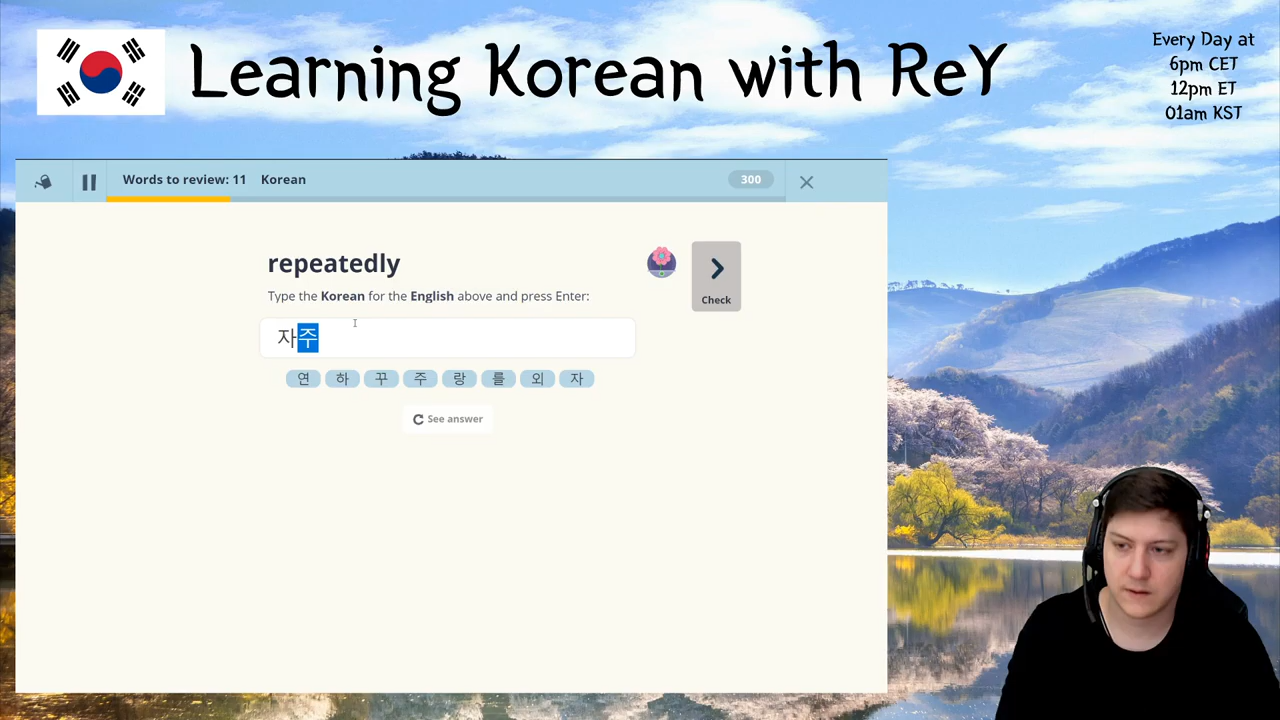 Learning Korean with ReY
Every Day at
6pm CET
12pm ET
01am KST
Words to review: 11 Korean 300
repeatedly
Type the Korean for the English above and press Enter:
Check
자주
연 하 꾸 주 랑 를 외 자
See answer